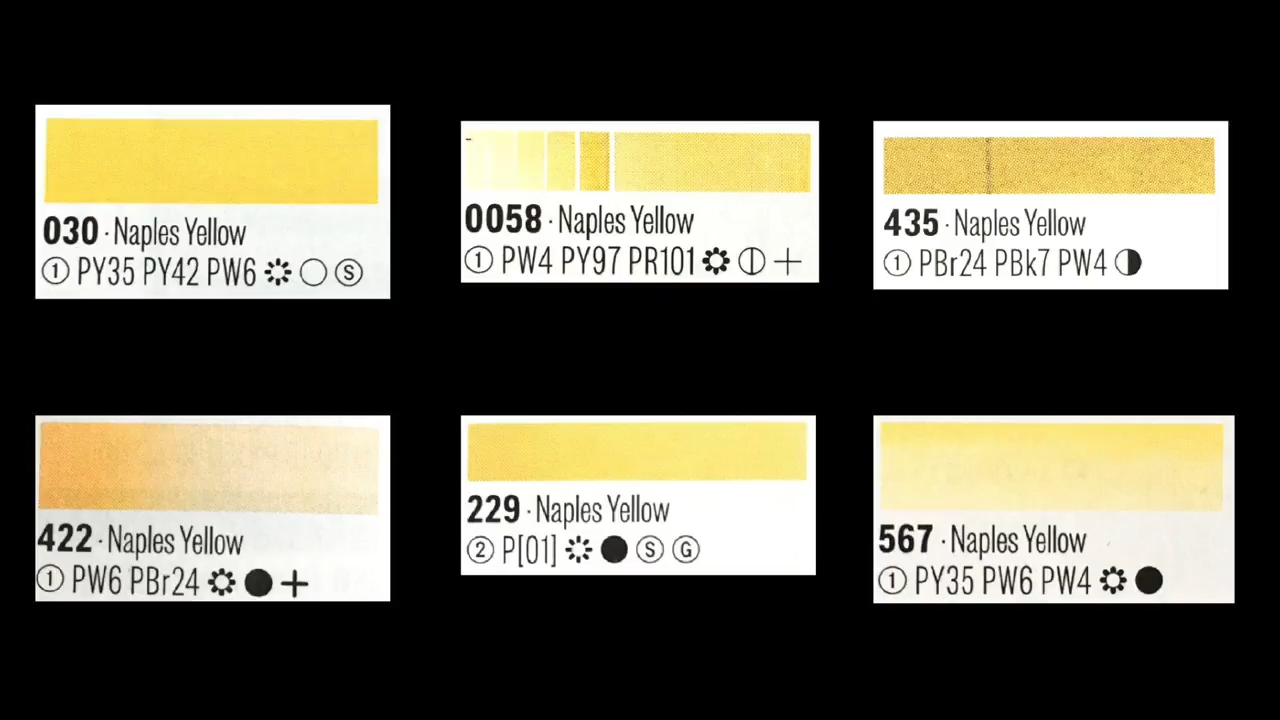 030 · Naples Yellow
① PY35 PY42 PW6 Ⓢ
0058 · Naples Yellow
① PW4 PY97 PR101
435 · Naples Yellow
① PBr24 PBk7 PW4
422 · Naples Yellow
① PW6 PBr24
229 · Naples Yellow
② P[01] Ⓢ Ⓖ
567 · Naples Yellow
① PY35 PW6 PW4